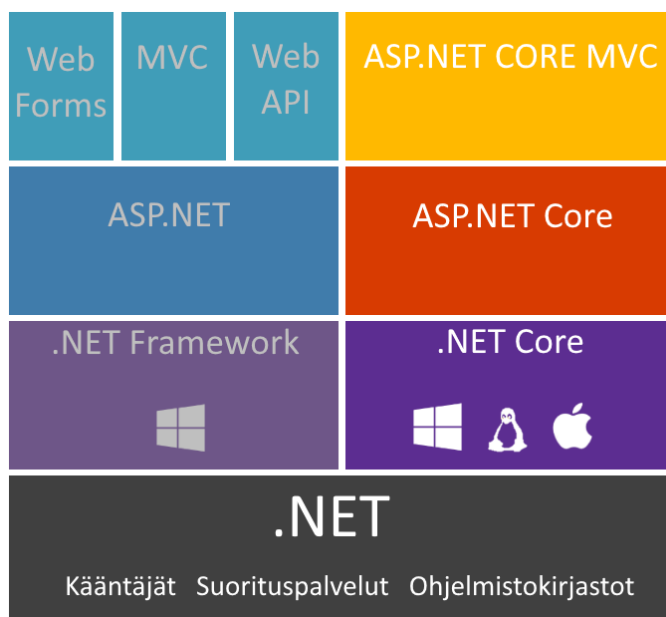 Web
Forms
MVC
Web
API
ASP.NET CORE MVC
ASP.NET
ASP.NET Core
.NET Framework
.NET Core
.NET
Kääntäjät Suorituspalvelut Ohjelmistokirjastot